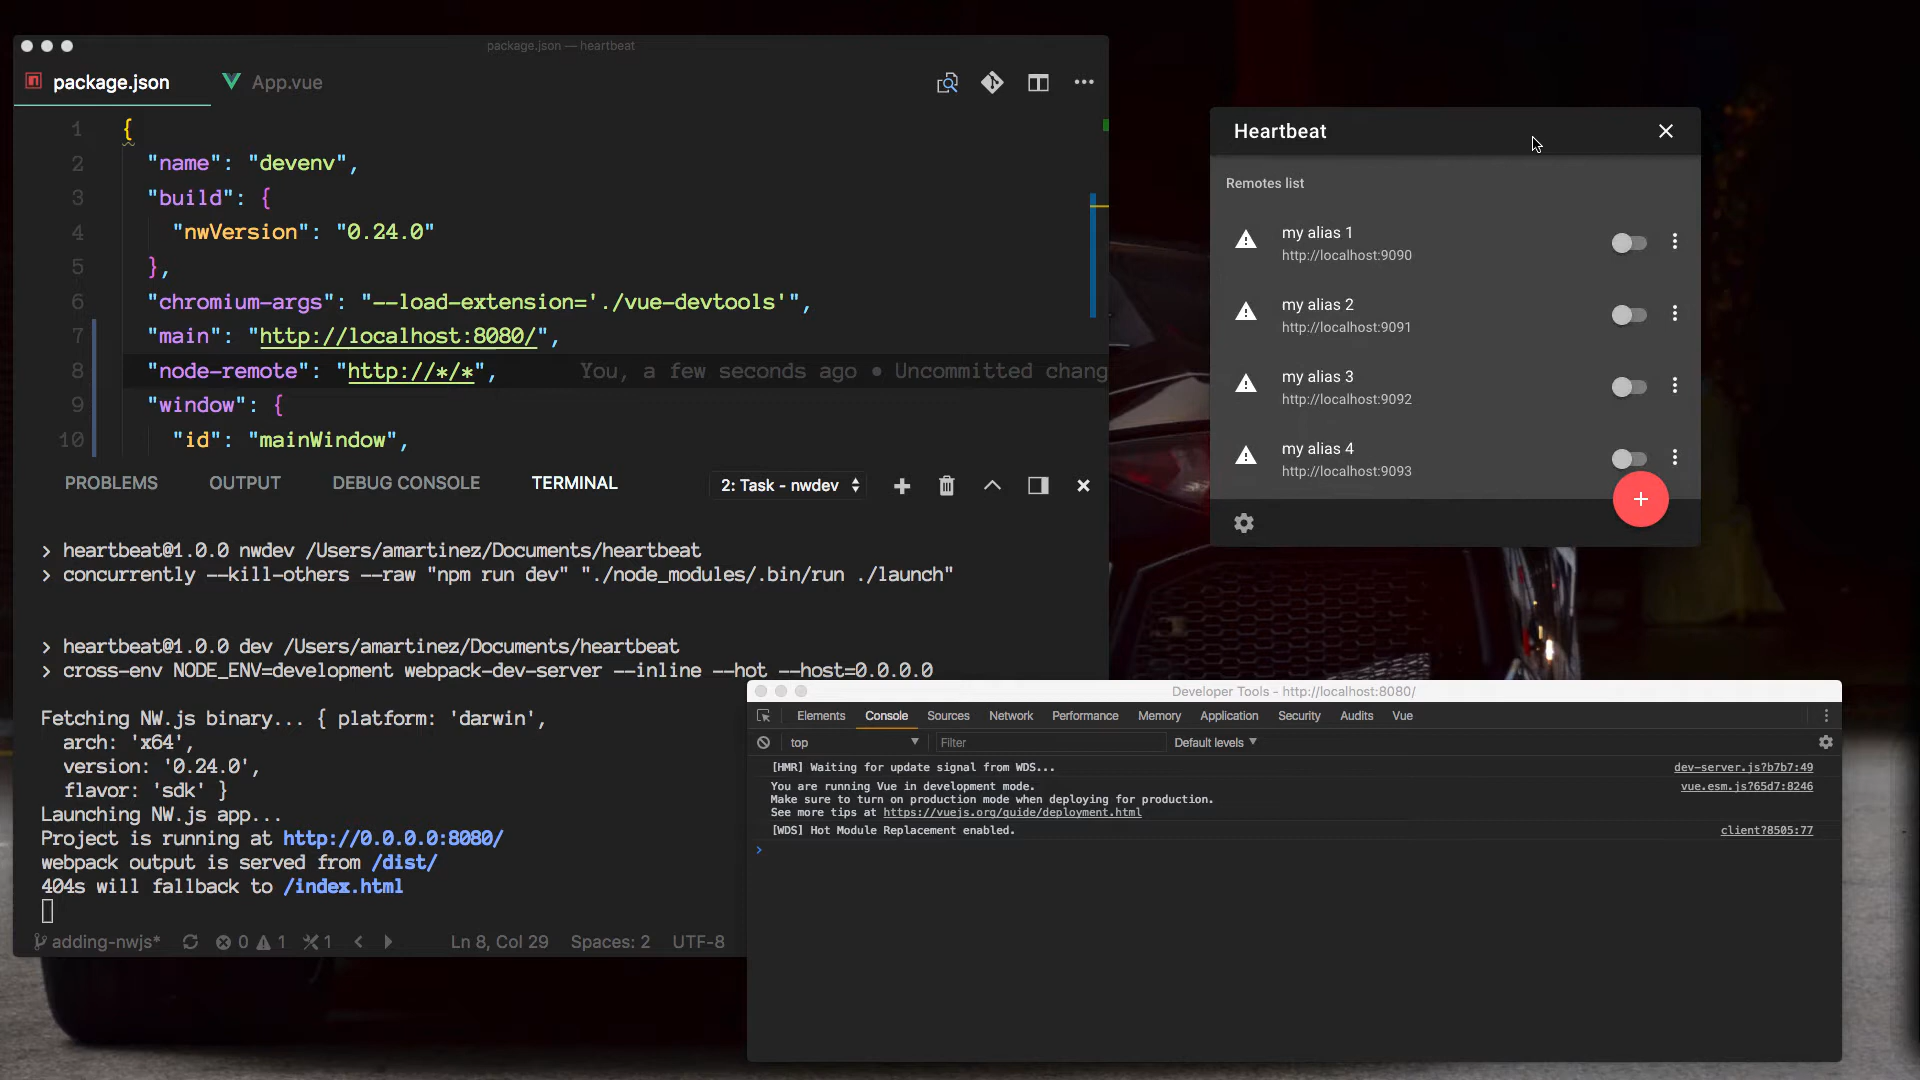 package.json — heartbeat
package.json
App.vue
1 {
2 "name": "devenv",
3 "build": {
4 "nwVersion": "0.24.0"
5 },
6 "chromium-args": "--load-extension='./vue-devtools'",
7 "main": "http://localhost:8080/",
8 "node-remote": "http://*/*", You, a few seconds ago • Uncommitted chang
9 "window": {
10 "id": "mainWindow",
PROBLEMS OUTPUT DEBUG CONSOLE TERMINAL 2: Task - nwdev
> heartbeat@1.0.0 nwdev /Users/amartinez/Documents/heartbeat
> concurrently --kill-others --raw "npm run dev" "./node_modules/.bin/run ./launch"
> heartbeat@1.0.0 dev /Users/amartinez/Documents/heartbeat
> cross-env NODE_ENV=development webpack-dev-server --inline --hot --host=0.0.0.0
Fetching NW.js binary... { platform: 'darwin',
arch: 'x64',
version: '0.24.0',
flavor: 'sdk' }
Launching NW.js app...
Project is running at http://0.0.0.0:8080/
webpack output is served from /dist/
404s will fallback to /index.html
adding-nwjs* 0 1 1 Ln 8, Col 29 Spaces: 2 UTF-8
Heartbeat
Remotes list
my alias 1
http://localhost:9090
my alias 2
http://localhost:9091
my alias 3
http://localhost:9092
my alias 4
http://localhost:9093
Developer Tools - http://localhost:8080/
Elements Console Sources Network Performance Memory Application Security Audits Vue
top Filter Default levels
[HMR] Waiting for update signal from WDS... dev-server.js?b7b7:49
You are running Vue in development mode. vue.esm.js?65d7:8246
Make sure to turn on production mode when deploying for production.
See more tips at https://vuejs.org/guide/deployment.html
[WDS] Hot Module Replacement enabled. client?8505:77
>